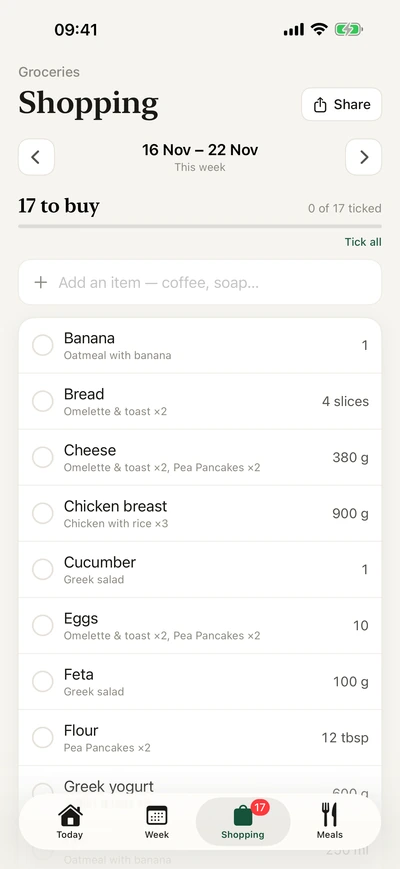 09:41
Groceries
Shopping
Share
16 Nov – 22 Nov
This week
17 to buy
0 of 17 ticked
Tick all
+ Add an item — coffee, soap...
Banana
1
Oatmeal with banana
Bread
4 slices
Omelette & toast ×2
Cheese
380 g
Omelette & toast ×2, Pea Pancakes ×2
Chicken breast
900 g
Chicken with rice ×3
Cucumber
1
Greek salad
Eggs
10
Omelette & toast ×2, Pea Pancakes ×2
Feta
100 g
Greek salad
Flour
12 tbsp
Pea Pancakes ×2
Greek yogurt
600 g
17
Today
Week
Shopping
Meals
250 ml
Oatmeal with banana